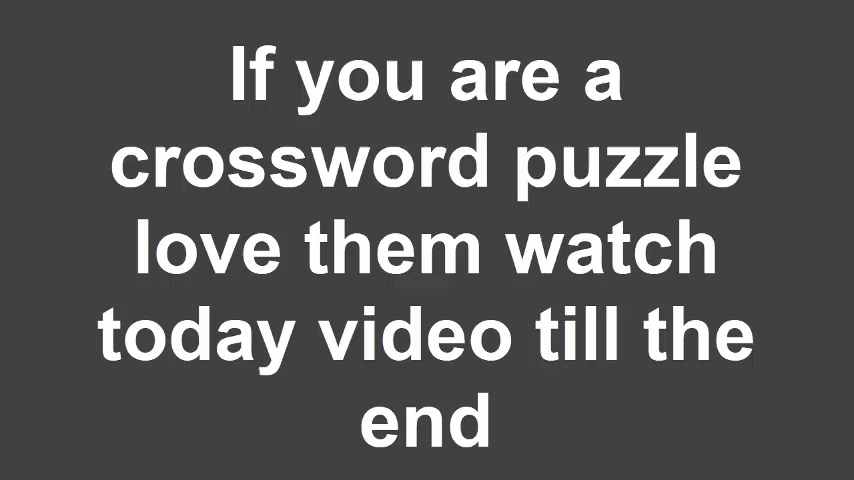 If you are a
crossword puzzle
love them watch
today video till the
end